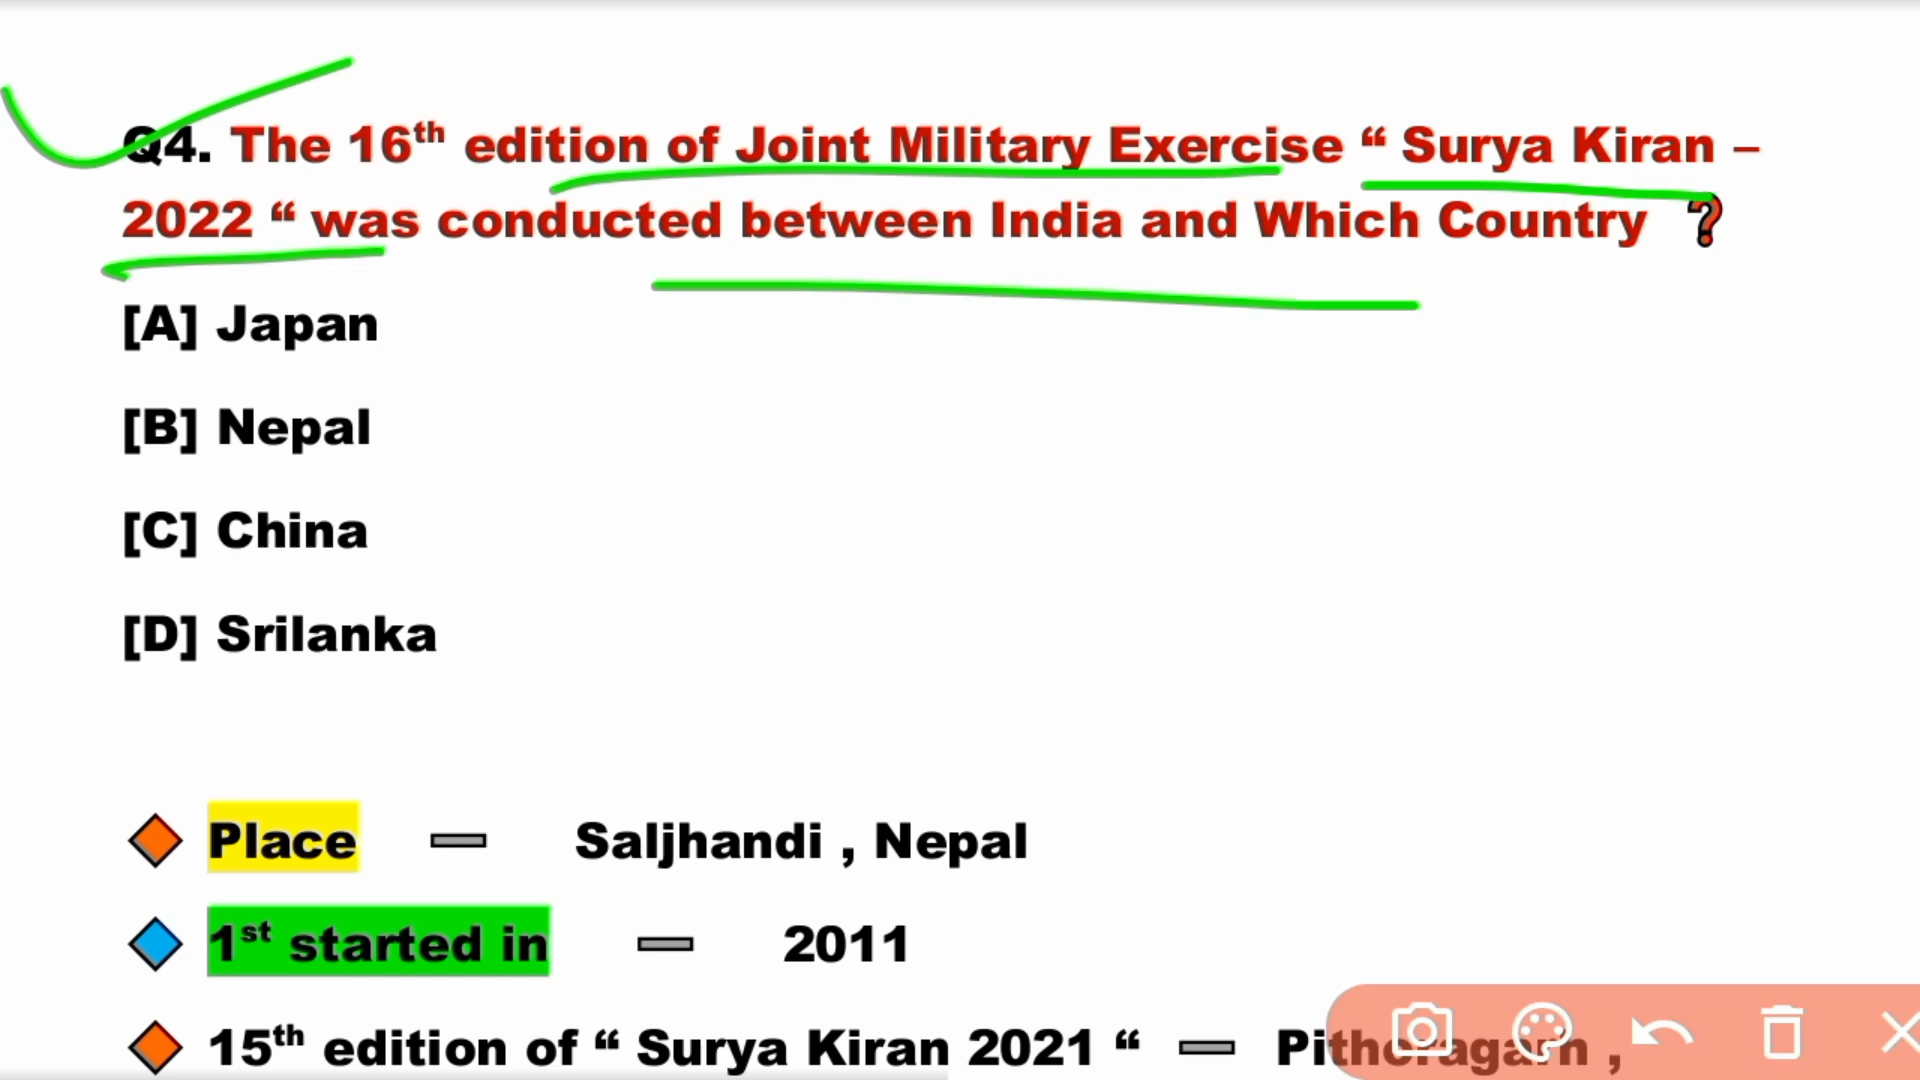 Q4. The 16th edition of Joint Military Exercise “ Surya Kiran –
2022 “ was conducted between India and Which Country ?
[A] Japan
[B] Nepal
[C] China
[D] Srilanka
Place — Saljhandi , Nepal
1st started in — 2011
15th edition of “ Surya Kiran 2021 “ — Pithoragarh ,